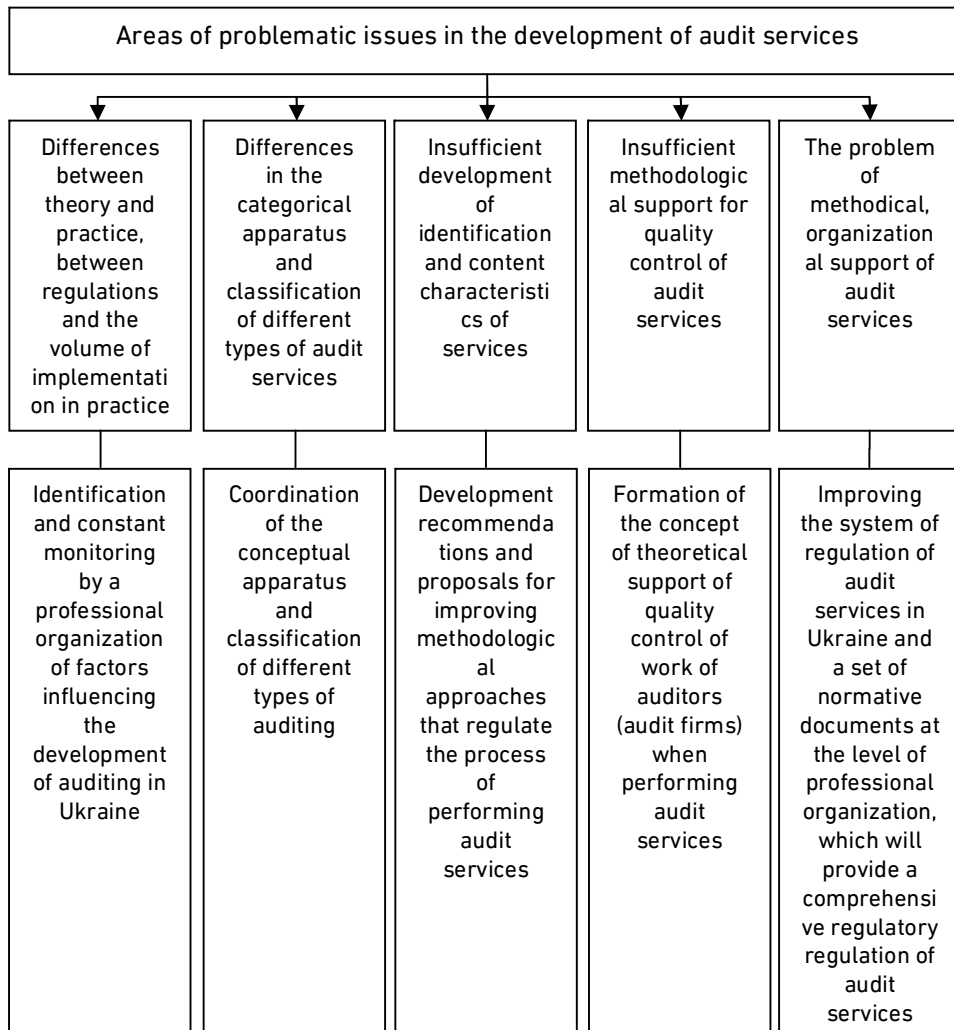 Areas of problematic issues in the development of audit services
Differences
between
theory and
practice,
between
regulations
and the
volume of
implementati
on in practice
Differences
in the
categorical
apparatus
and
classification
of different
types of audit
services
Insufficient
development
of
identification
and content
characteristi
cs of
services
Insufficient
methodologic
al support for
quality
control of
audit
services
The problem
of
methodical,
organization
al support of
audit
services
Identification
and constant
monitoring
by a
professional
organization
of factors
influencing
the
development
of auditing in
Ukraine
Coordination
of the
conceptual
apparatus
and
classification
of different
types of
auditing
Development
recommenda
tions and
proposals for
improving
methodologic
al
approaches
that regulate
the process
of
performing
audit
services
Formation of
the concept
of theoretical
support of
quality
control of
work of
auditors
(audit firms)
when
performing
audit
services
Improving
the system of
regulation of
audit
services in
Ukraine and
a set of
normative
documents at
the level of
professional
organization,
which will
provide a
comprehensi
ve regulatory
regulation of
audit
services